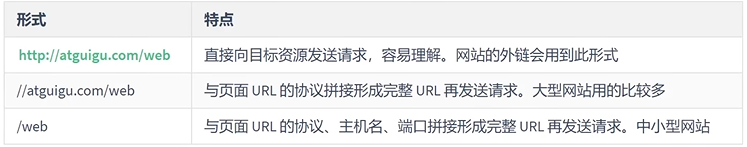 形式 特点
http://atguigu.com/web 直接向目标资源发送请求，容易理解。网站的外链会用到此形式
//atguigu.com/web 与页面 URL 的协议拼接形成完整 URL 再发送请求。大型网站用的比较多
/web 与页面 URL 的协议、主机名、端口拼接形成完整 URL 再发送请求。中小型网站